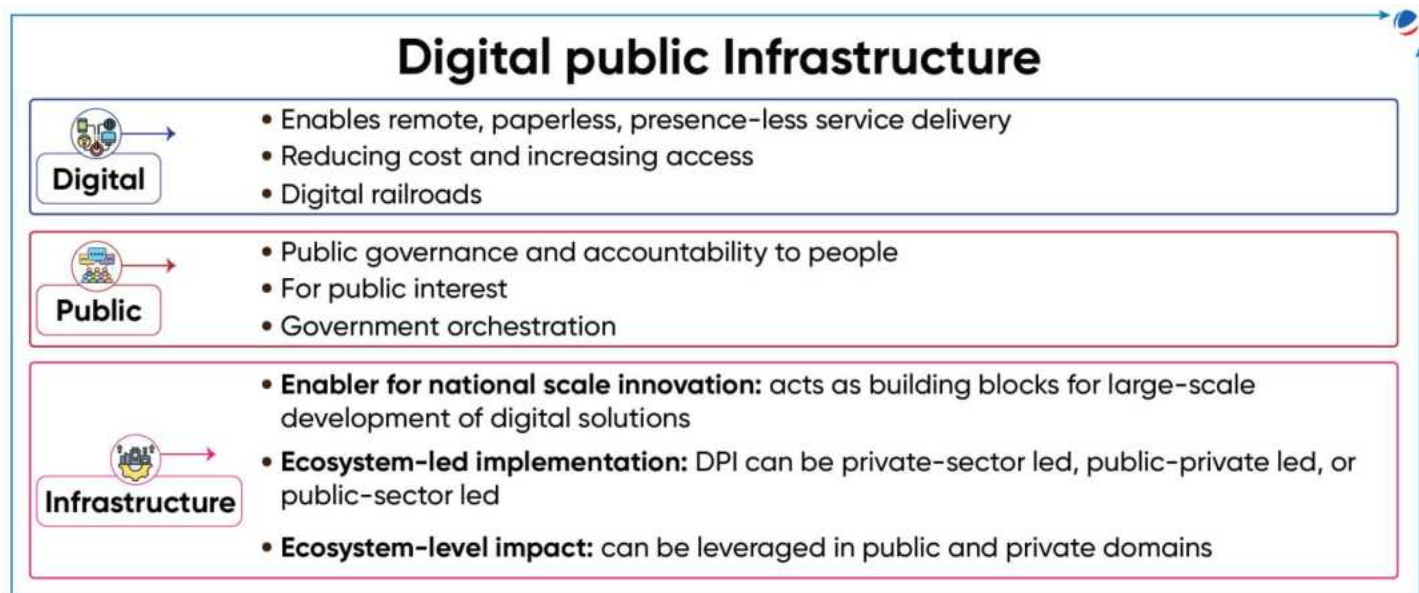 Digital public Infrastructure
Digital
• Enables remote, paperless, presence-less service delivery
• Reducing cost and increasing access
• Digital railroads
Public
• Public governance and accountability to people
• For public interest
• Government orchestration
Infrastructure
• Enabler for national scale innovation: acts as building blocks for large-scale
development of digital solutions
• Ecosystem-led implementation: DPI can be private-sector led, public-private led, or
public-sector led
• Ecosystem-level impact: can be leveraged in public and private domains